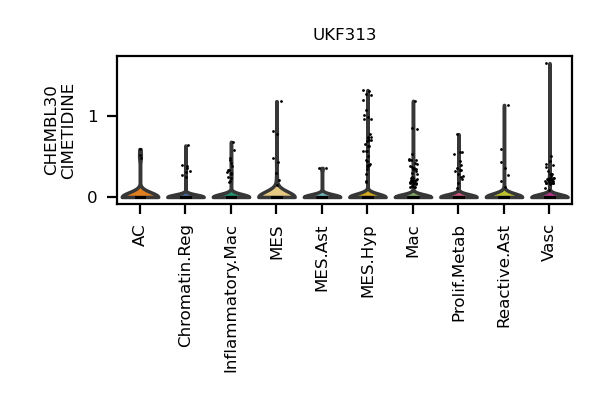 UKF313
CHEMBL30
CIMETIDINE
1
0
AC
Chromatin.Reg
Inflammatory.Mac
MES
MES.Ast
MES.Hyp
Mac
Prolif.Metab
Reactive.Ast
Vasc